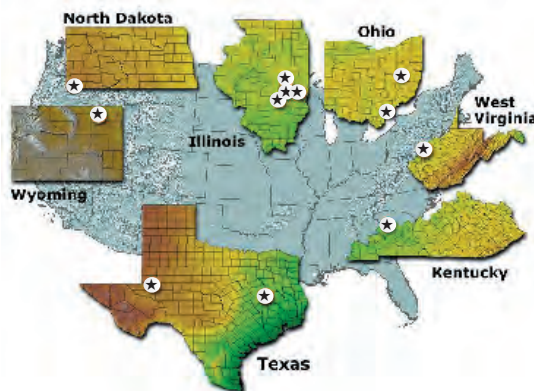 North Dakota
Ohio
West
Virginia
Illinois
Wyoming
Kentucky
Texas